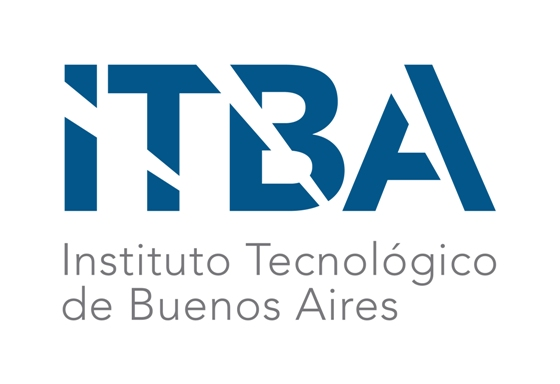 ITBA
Instituto Tecnológico
de Buenos Aires